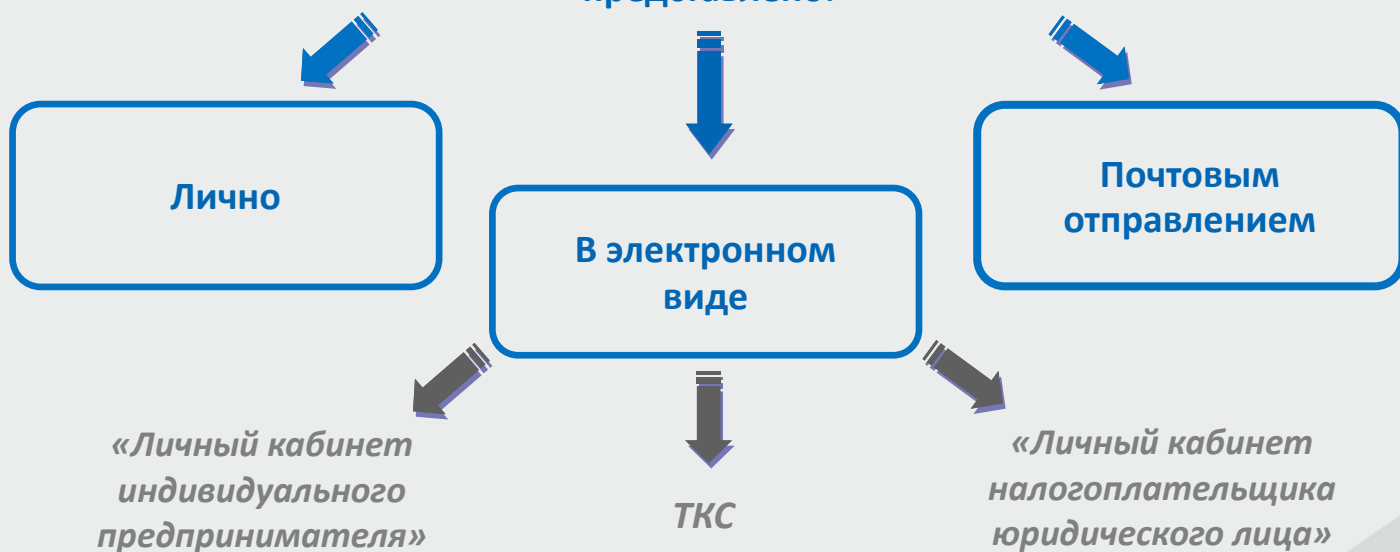 Лично
Почтовым
отправлением
В электронном
виде
«Личный кабинет
индивидуального
предпринимателя»
ТКС
«Личный кабинет
налогоплательщика
юридического лица»